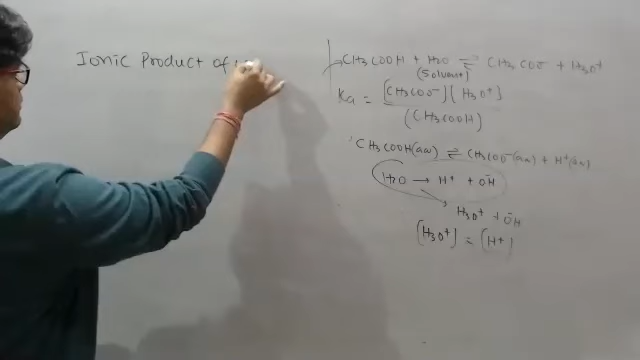 Ionic Product of
CH3COOH + H2O ⇌ CH3COO⁻ + H3O⁺
(Solvent)
Ka = [CH3COO⁻][H3O⁺]
(CH3COOH)
CH3COOH(aq) ⇌ CH3COO⁻(aq) + H⁺(aq)
H2O → H⁺ + OH⁻
H3O⁺ + OH⁻
[H3O⁺] = [H⁺]